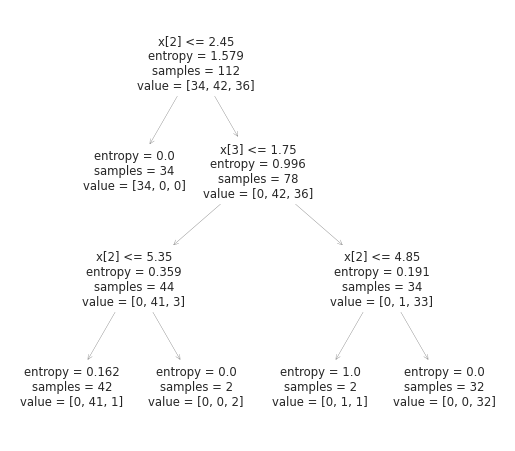 x[2] <= 2.45
entropy = 1.579
samples = 112
value = [34, 42, 36]
entropy = 0.0
samples = 34
value = [34, 0, 0]
x[3] <= 1.75
entropy = 0.996
samples = 78
value = [0, 42, 36]
x[2] <= 5.35
entropy = 0.359
samples = 44
value = [0, 41, 3]
x[2] <= 4.85
entropy = 0.191
samples = 34
value = [0, 1, 33]
entropy = 0.162
samples = 42
value = [0, 41, 1]
entropy = 0.0
samples = 2
value = [0, 0, 2]
entropy = 1.0
samples = 2
value = [0, 1, 1]
entropy = 0.0
samples = 32
value = [0, 0, 32]